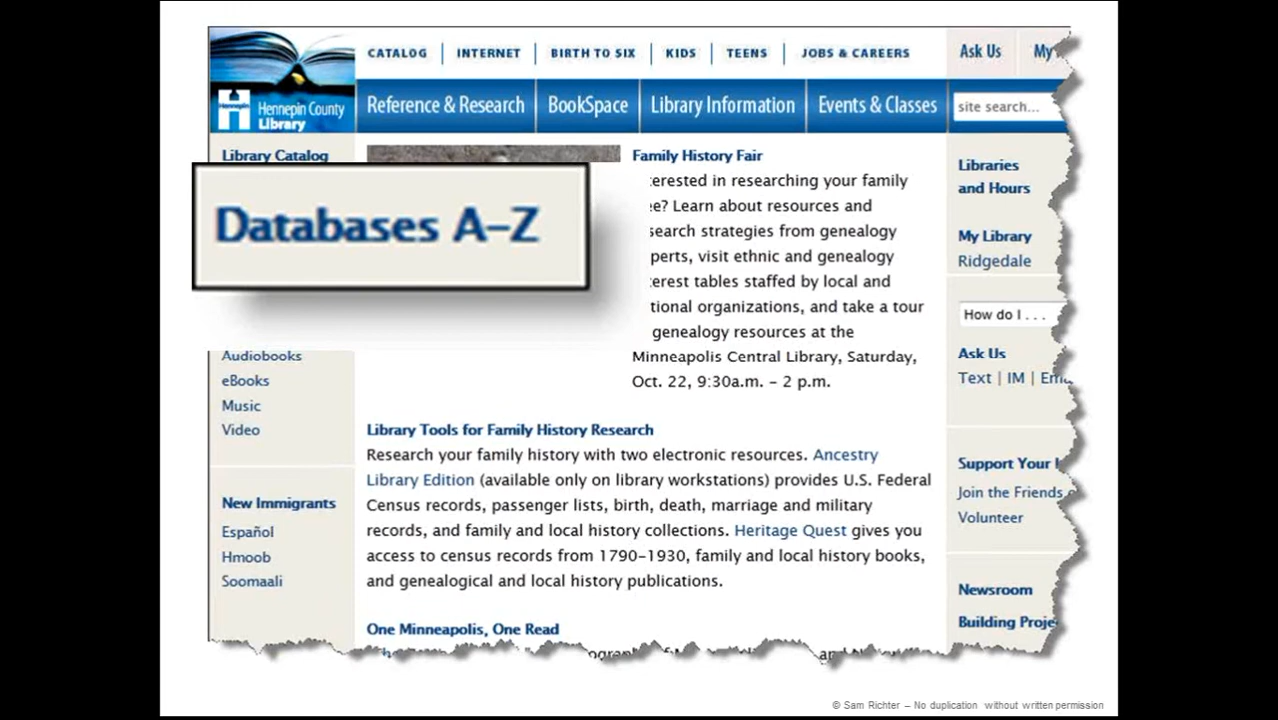 CATALOG | INTERNET | BIRTH TO SIX | KIDS | TEENS | JOBS & CAREERS
Ask Us
My
Hennepin
Hennepin County
Library
Reference & Research
BookSpace
Library Information
Events & Classes
site search...
Library Catalog
Databases A-Z
Audiobooks
eBooks
Music
Video
New Immigrants
Español
Hmoob
Soomaali
Family History Fair
erested in researching your family
e? Learn about resources and
search strategies from genealogy
perts, visit ethnic and genealogy
erest tables staffed by local and
tional organizations, and take a tour
genealogy resources at the
Minneapolis Central Library, Saturday,
Oct. 22, 9:30a.m. - 2 p.m.
Library Tools for Family History Research
Research your family history with two electronic resources. Ancestry
Library Edition (available only on library workstations) provides U.S. Federal
Census records, passenger lists, birth, death, marriage and military
records, and family and local history collections. Heritage Quest gives you
access to census records from 1790-1930, family and local history books,
and genealogical and local history publications.
One Minneapolis, One Read
Libraries
and Hours
My Library
Ridgedale
How do I . . .
Ask Us
Text | IM | Ema
Support Your
Join the Friends
Volunteer
Newsroom
Building Proje
© Sam Richter – No duplication without written permission